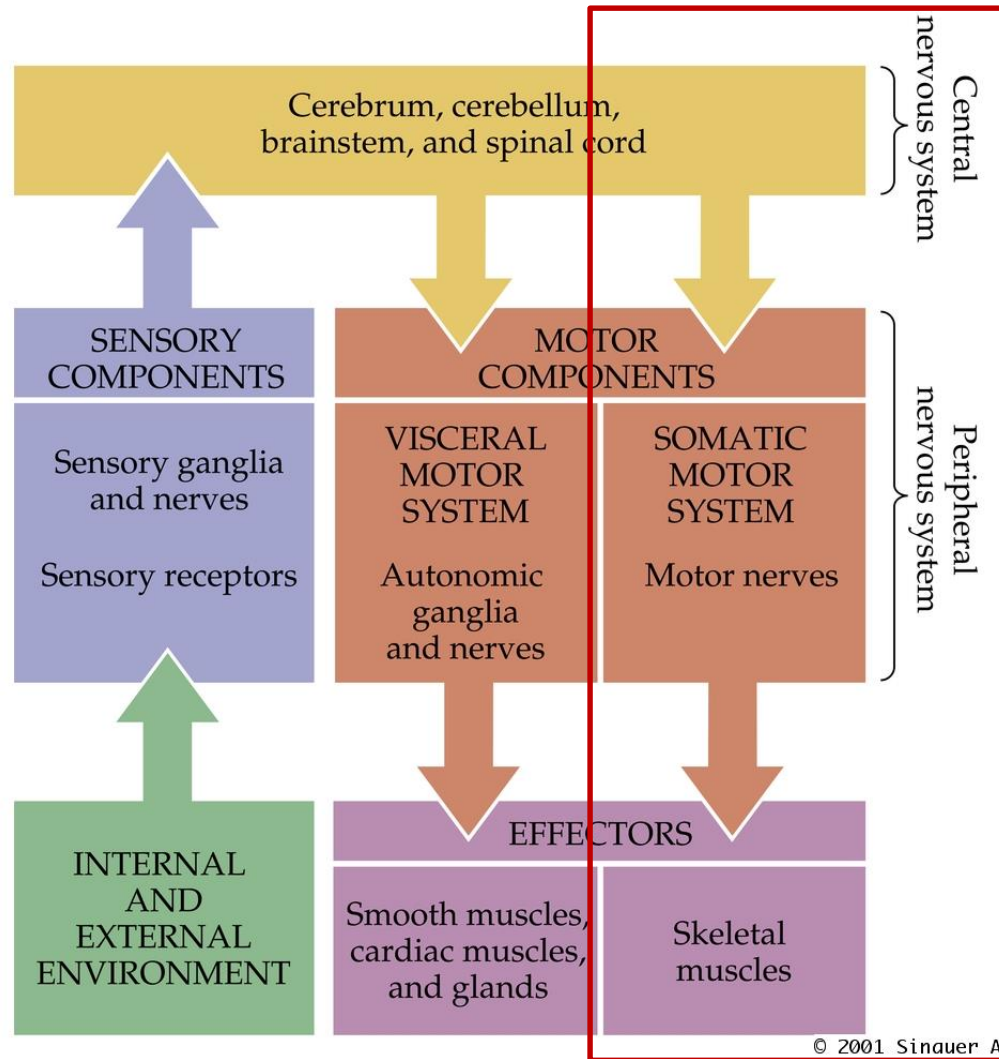 Cerebrum, cerebellum,
brainstem, and spinal cord
Central
nervous system
SENSORY
COMPONENTS
Sensory ganglia
and nerves
Sensory receptors
MOTOR
COMPONENTS
VISCERAL
MOTOR
SYSTEM
Autonomic
ganglia
and nerves
SOMATIC
MOTOR
SYSTEM
Motor nerves
Peripheral
nervous system
INTERNAL
AND
EXTERNAL
ENVIRONMENT
EFFECTORS
Smooth muscles,
cardiac muscles,
and glands
Skeletal
muscles
© 2001 Sinauer A